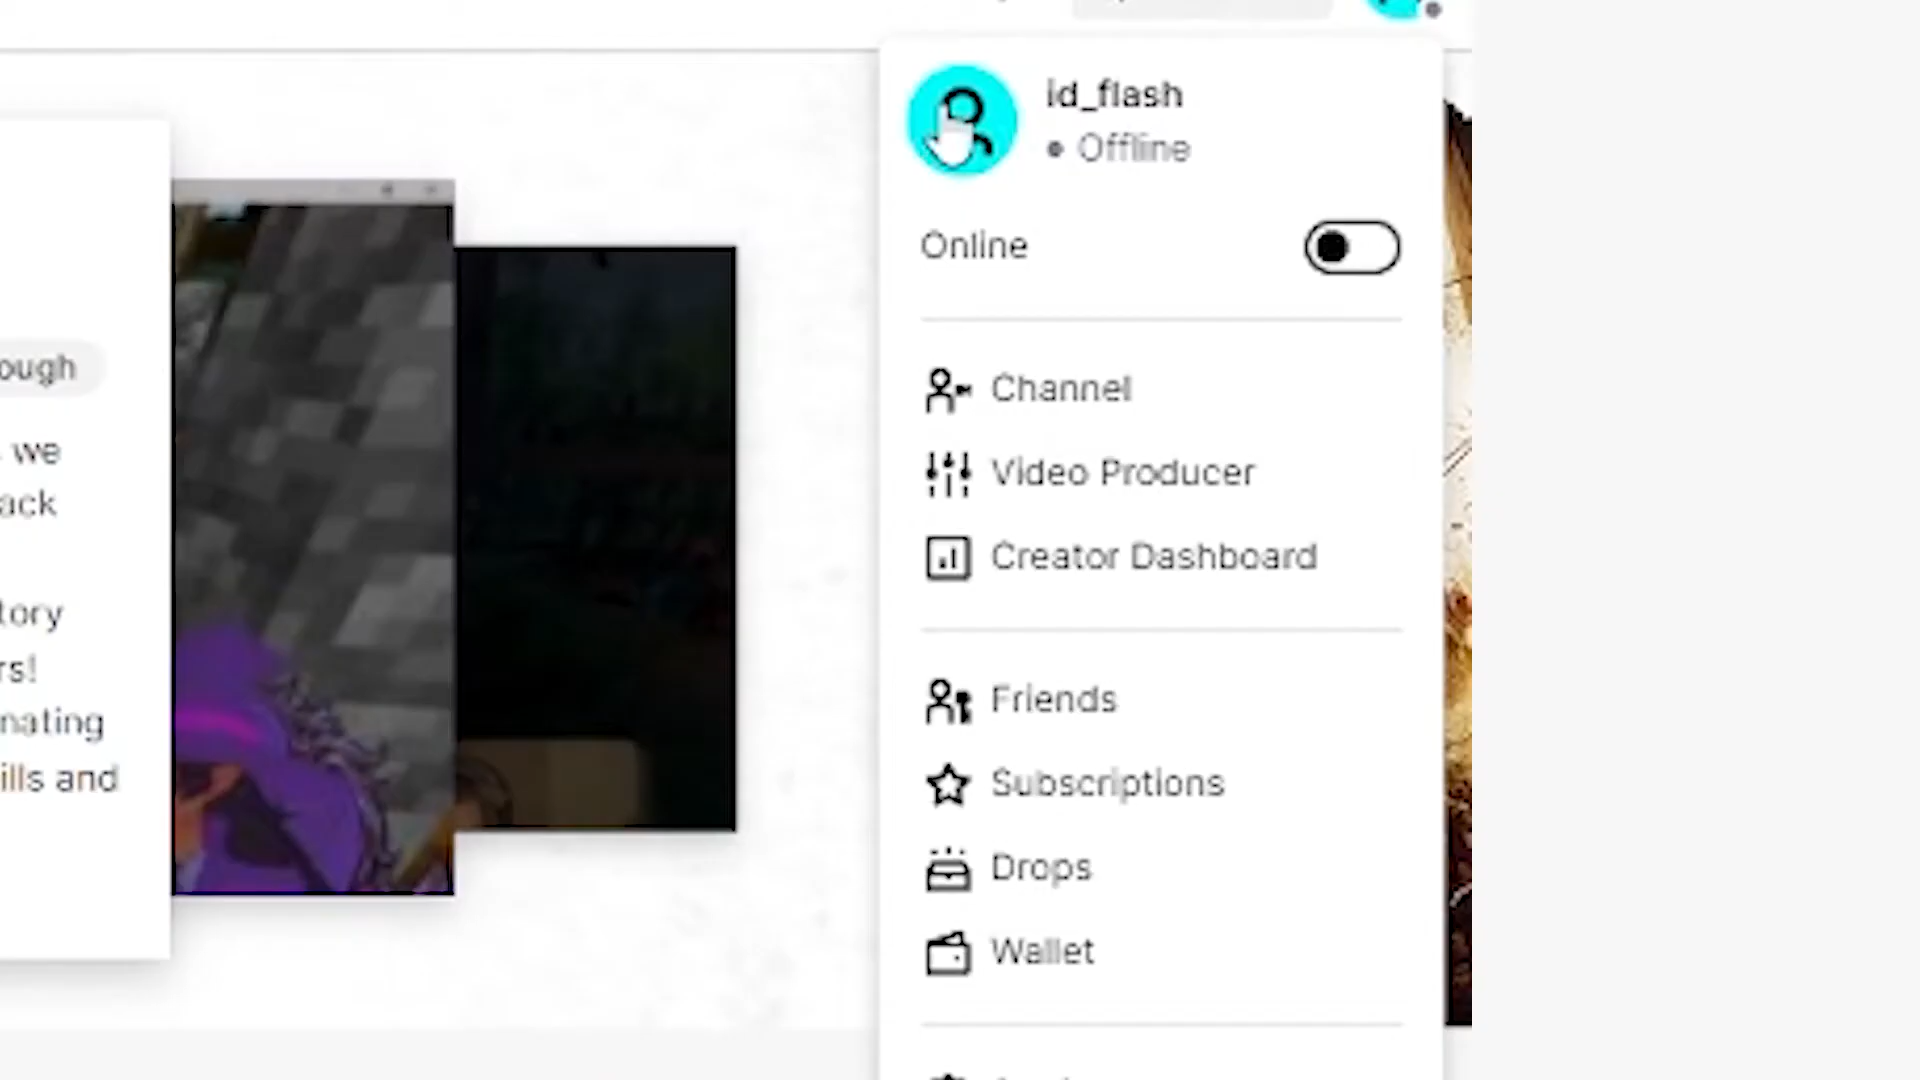 id_flash
Offline
Online
Channel
Video Producer
Creator Dashboard
Friends
Subscriptions
Drops
Wallet
ough
we
ack
tory
rs!
nating
ills and